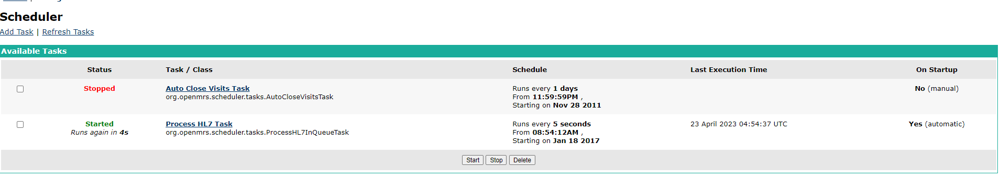 Scheduler
Add Task | Refresh Tasks
Available Tasks
Status Task / Class Schedule Last Execution Time On Startup
Stopped Auto Close Visits Task Runs every 1 days No (manual)
org.openmrs.scheduler.tasks.AutoCloseVisitsTask From 11:59:59PM ,
Starting on Nov 28 2011
Started Process HL7 Task Runs every 5 seconds 23 April 2023 04:54:37 UTC Yes (automatic)
Runs again in 4s org.openmrs.scheduler.tasks.ProcessHL7InQueueTask From 08:54:12AM ,
Starting on Jan 18 2017
Start Stop Delete